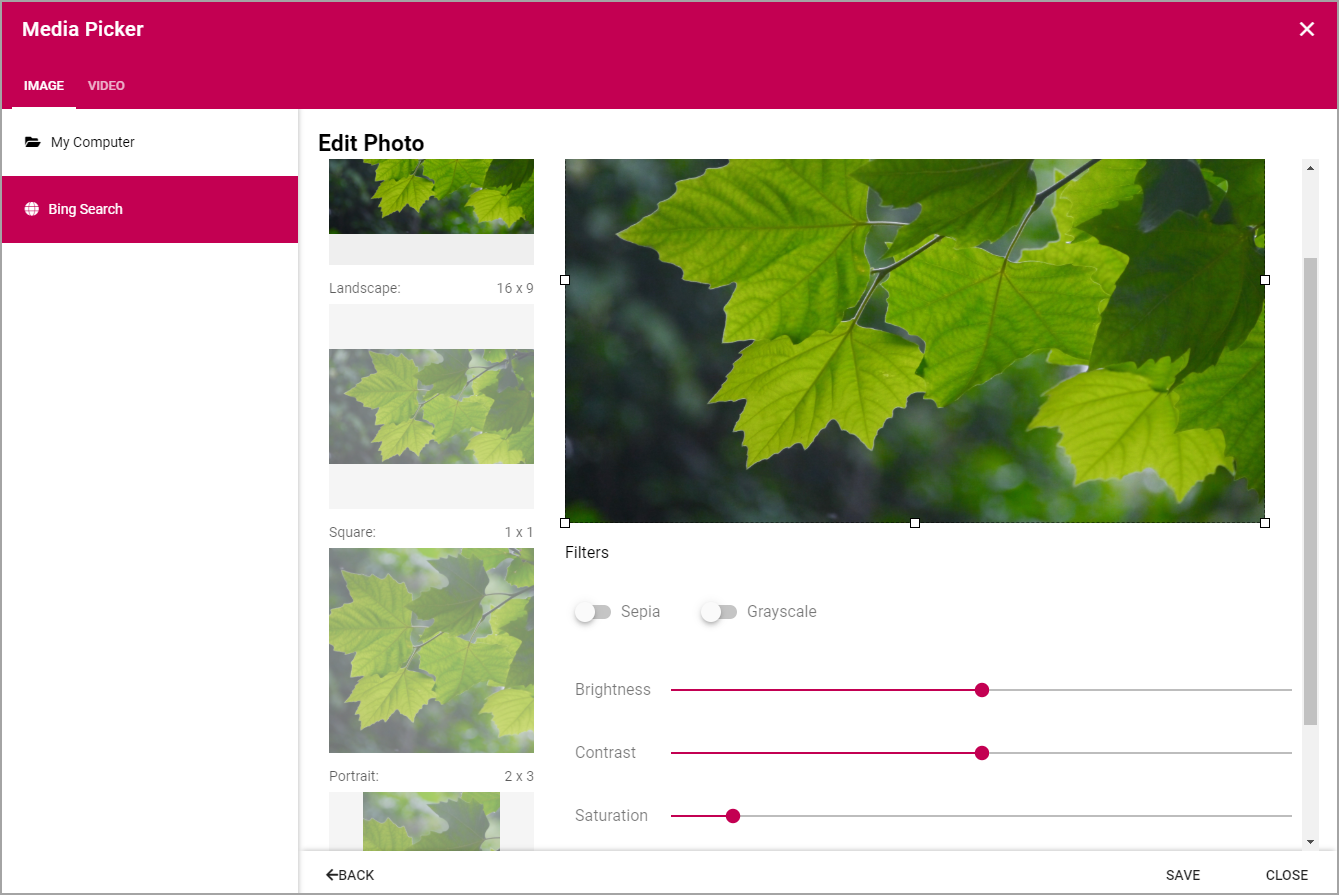 Media Picker
IMAGE VIDEO
My Computer
Bing Search
Edit Photo
Landscape: 16 x 9
Square: 1 x 1
Portrait: 2 x 3
Filters
Sepia Grayscale
Brightness
Contrast
Saturation
BACK SAVE CLOSE